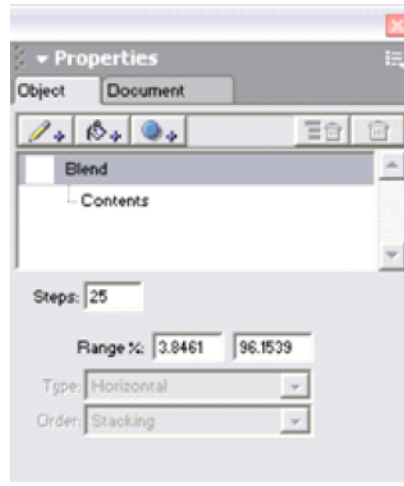 Properties
Object Document
Blend
Contents
Steps: 25
Range %: 3.8461 96.1539
Type: Horizontal
Order: Stacking